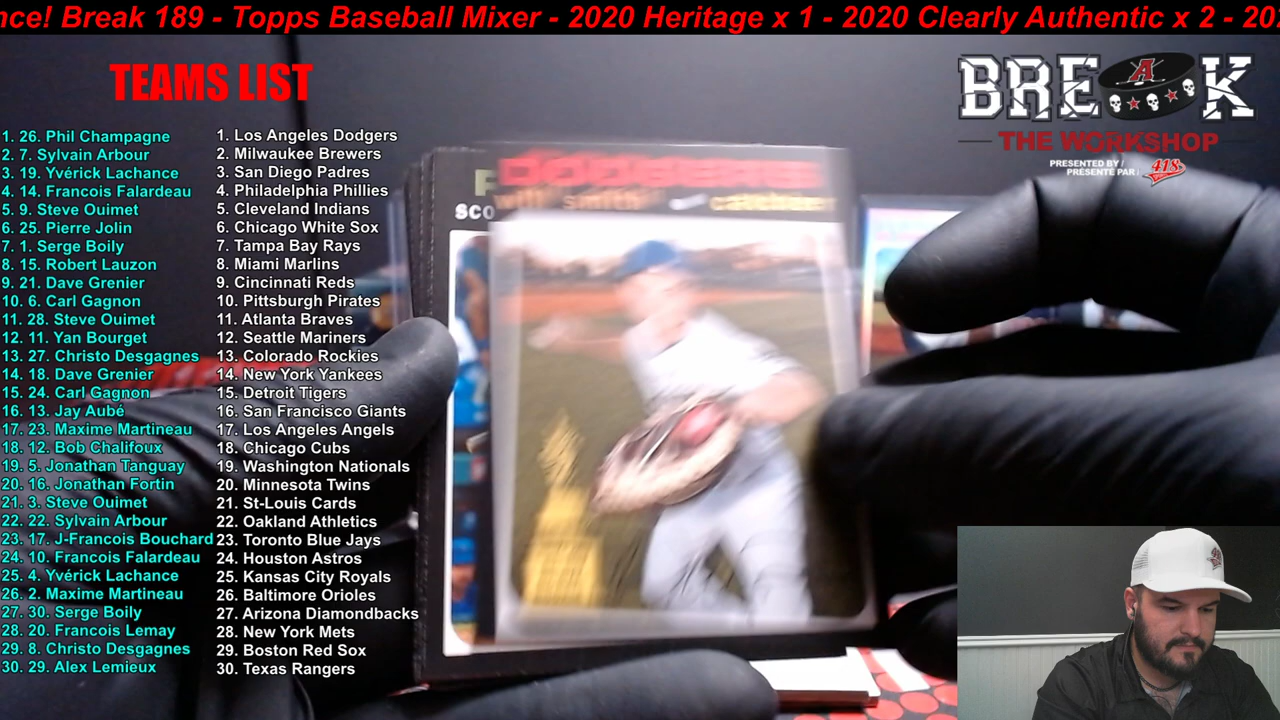 nce! Break 189 - Topps Baseball Mixer - 2020 Heritage x 1 - 2020 Clearly Authentic x 2 - 20
TEAMS LIST
1. 26. Phil Champagne
2. 7. Sylvain Arbour
3. 19. Yvérick Lachance
4. 14. Francois Falardeau
5. 9. Steve Ouimet
6. 25. Pierre Jolin
7. 1. Serge Boily
8. 15. Robert Lauzon
9. 21. Dave Grenier
10. 6. Carl Gagnon
11. 28. Steve Ouimet
12. 11. Yan Bourget
13. 27. Christo Desgagnes
14. 18. Dave Grenier
15. 24. Carl Gagnon
16. 13. Jay Aubé
17. 23. Maxime Martineau
18. 12. Bob Chalifoux
19. 5. Jonathan Tanguay
20. 16. Jonathan Fortin
21. 3. Steve Ouimet
22. 22. Sylvain Arbour
23. 17. J-Francois Bouchard
24. 10. Francois Falardeau
25. 4. Yvérick Lachance
26. 2. Maxime Martineau
27. 30. Serge Boily
28. 20. Francois Lemay
29. 8. Christo Desgagnes
30. 29. Alex Lemieux
1. Los Angeles Dodgers
2. Milwaukee Brewers
3. San Diego Padres
4. Philadelphia Phillies
5. Cleveland Indians
6. Chicago White Sox
7. Tampa Bay Rays
8. Miami Marlins
9. Cincinnati Reds
10. Pittsburgh Pirates
11. Atlanta Braves
12. Seattle Mariners
13. Colorado Rockies
14. New York Yankees
15. Detroit Tigers
16. San Francisco Giants
17. Los Angeles Angels
18. Chicago Cubs
19. Washington Nationals
20. Minnesota Twins
21. St-Louis Cards
22. Oakland Athletics
23. Toronto Blue Jays
24. Houston Astros
25. Kansas City Royals
26. Baltimore Orioles
27. Arizona Diamondbacks
28. New York Mets
29. Boston Red Sox
30. Texas Rangers
DODGERS
will smith catcher
sco
BREAK
THE WORKSHOP
PRESENTED BY /
PRÉSENTÉ PAR / 418